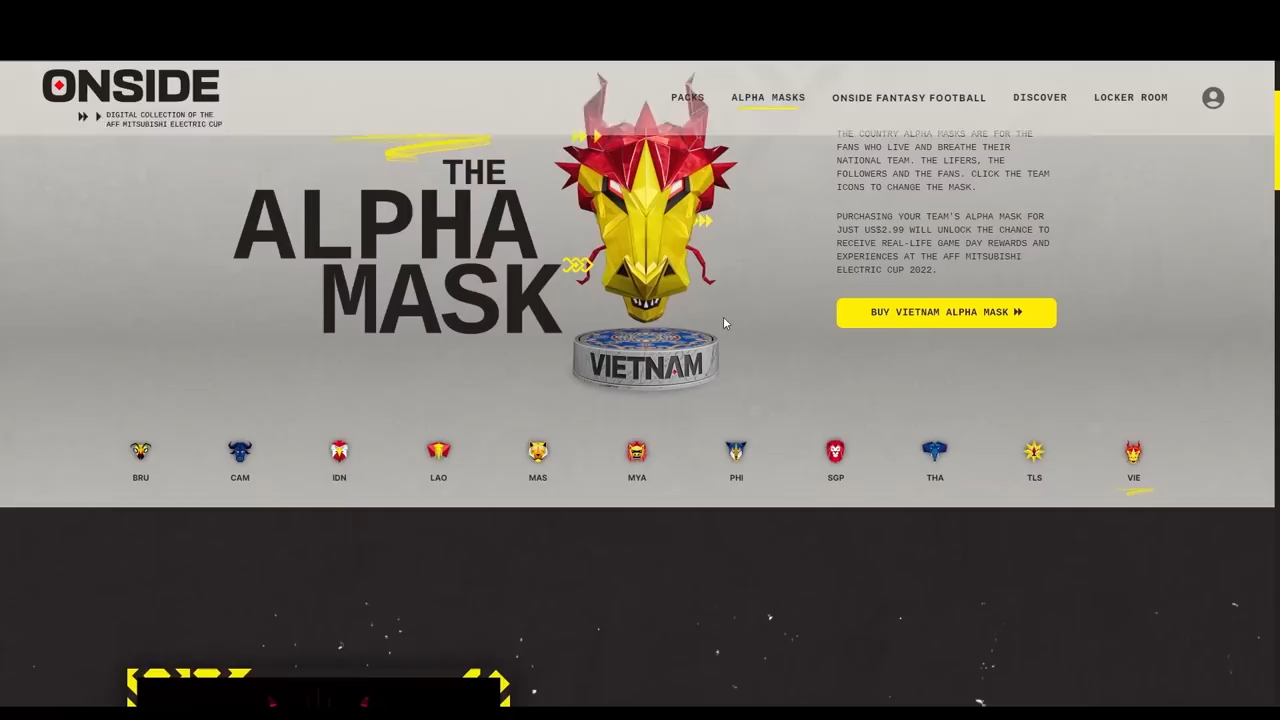 ONSIDE
DIGITAL COLLECTION OF THE
AFF MITSUBISHI ELECTRIC CUP
PACKS
ALPHA MASKS
ONSIDE FANTASY FOOTBALL
DISCOVER
LOCKER ROOM
THE
ALPHA
MASK
VIETNAM
THE COUNTRY ALPHA MASKS ARE FOR THE
FANS WHO LIVE AND BREATHE THEIR
NATIONAL TEAM. THE LIFERS, THE
FOLLOWERS AND THE FANS. CLICK THE TEAM
ICONS TO CHANGE THE MASK.
PURCHASING YOUR TEAM'S ALPHA MASK FOR
JUST US$2.99 WILL UNLOCK THE CHANCE TO
RECEIVE REAL-LIFE GAME DAY REWARDS AND
EXPERIENCES AT THE AFF MITSUBISHI
ELECTRIC CUP 2022.
BUY VIETNAM ALPHA MASK
BRU
CAM
IDN
LAO
MAS
MYA
PHI
SGP
THA
TLS
VIE